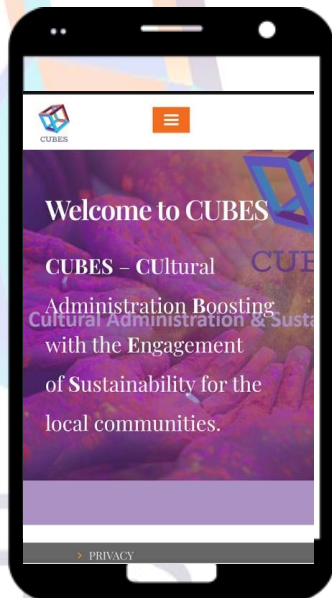 CUBES
Welcome to CUBES
CUBES – CUltural
CUE
Administration Boosting
Cultural Administration & Susta
with the Engagement
of Sustainability for the
local communities.
> PRIVACY